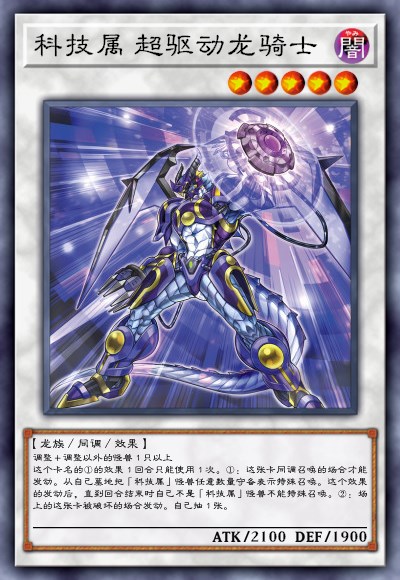 科技属 超驱动龙骑士
やみ
闇
【龙族／同调／效果】
调整＋调整以外的怪兽1只以上
这个卡名的①的效果1回合只能使用1次。①：这张卡同调召唤的场合才能
发动。从自己墓地把「科技属」怪兽任意数量守备表示特殊召唤。这个效果
的发动后，直到回合结束时自己不是「科技属」怪兽不能特殊召唤。②：场
上的这张卡被破坏的场合发动。自己抽1张。
ATK/2100 DEF/1900